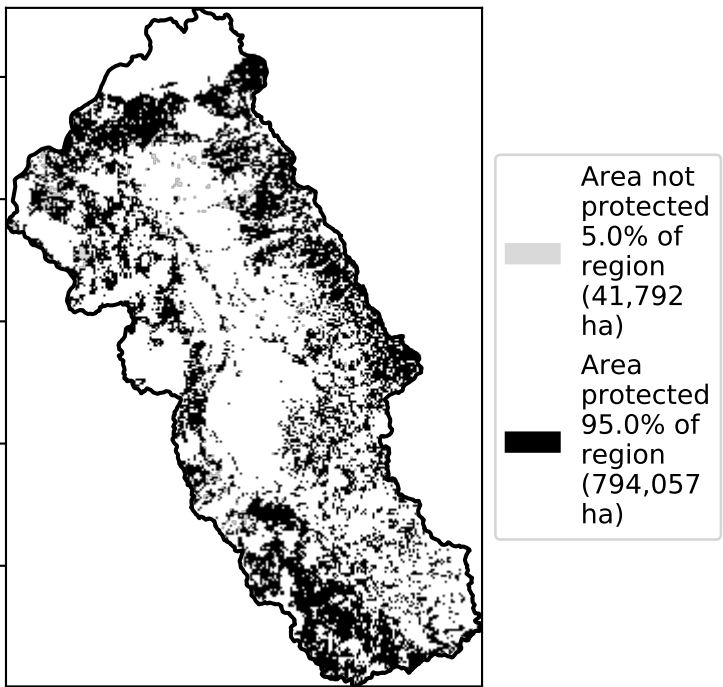 Area not
protected
5.0% of
region
(41,792
ha)
Area
protected
95.0% of
region
(794,057
ha)